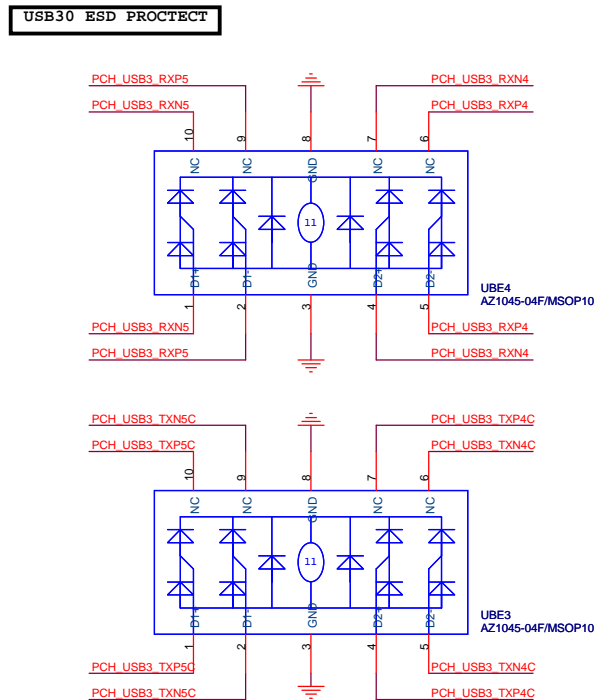 USB30 ESD PROCTECT
PCH_USB3_RXP5
PCH_USB3_RXN4
PCH_USB3_RXN5
PCH_USB3_RXP4
10
9
8
7
6
NC
NC
GND
NC
NC
11
D1+
D1-
GND
D2+
D2-
UBE4
AZ1045-04F/MSOP10
1
2
3
4
5
PCH_USB3_RXN5
PCH_USB3_RXP4
PCH_USB3_RXP5
PCH_USB3_RXN4
PCH_USB3_TXN5C
PCH_USB3_TXP4C
PCH_USB3_TXP5C
PCH_USB3_TXN4C
10
9
8
7
6
NC
NC
GND
NC
NC
11
D1+
D1-
GND
D2+
D2-
UBE3
AZ1045-04F/MSOP10
1
2
3
4
5
PCH_USB3_TXP5C
PCH_USB3_TXN4C
PCH_USB3_TXN5C
PCH_USB3_TXP4C